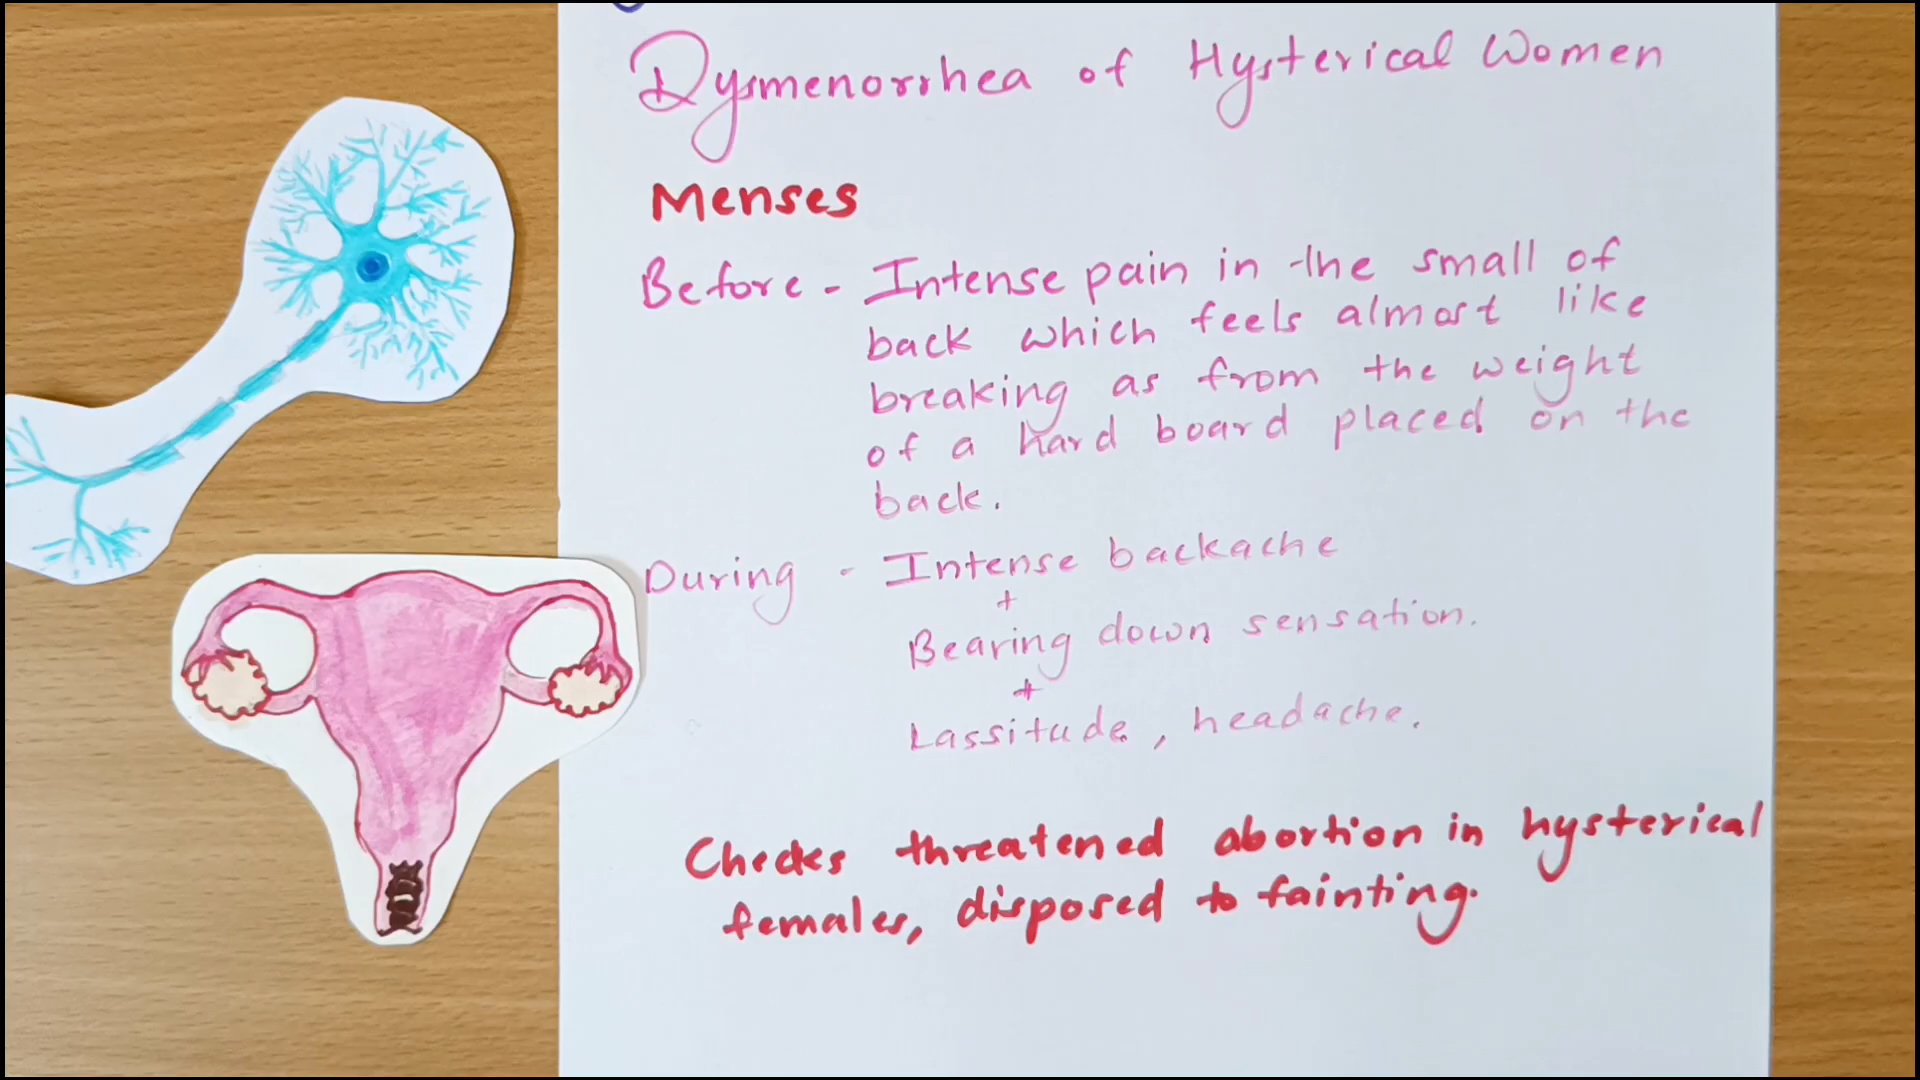 Dysmenorrhea of Hysterical Women
Menses
Before - Intense pain in the small of
back which feels almost like
breaking as from the weight
of a hard board placed on the
back.
During - Intense backache
+
Bearing down sensation.
+
Lassitude, headache.
Checks threatened abortion in hysterical
females, disposed to fainting.